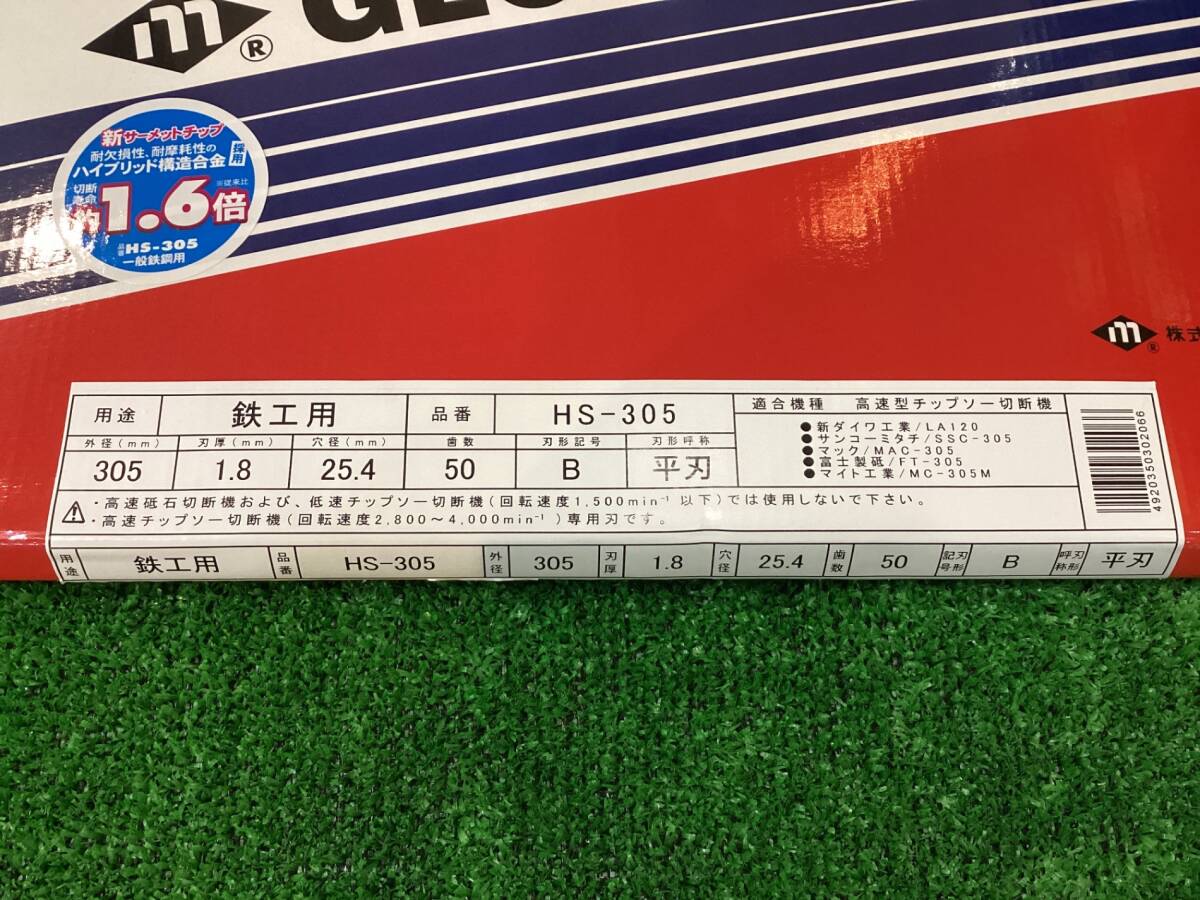 m®
新サーメットチップ
耐欠損性、耐摩耗性の
ハイブリッド構造合金 採用
切断寿命 ※従来比
約1.6倍
品番 HS-305
一般鉄鋼用
m® 株式
用途 鉄工用 品番 HS-305
外径(mm) 刃厚(mm) 穴径(mm) 歯数 刃形記号 刃形呼称
305 1.8 25.4 50 B 平刃
適合機種 高速型チップソー切断機
●新ダイワ工業/LA120
●サンコーミタチ/SSC-305
●マック/MAC-305
●富士製砥/FT-305
●マイト工業/MC-305M
・高速砥石切断機および、低速チップソー切断機(回転速度1,500min⁻¹以下)では使用しないで下さい。
・高速チップソー切断機(回転速度2,800～4,000min⁻¹)専用刃です。
4920350302066
用途 鉄工用 品番 HS-305 外径 305 刃厚 1.8 穴径 25.4 歯数 50 刃形記号 B 刃形呼称 平刃